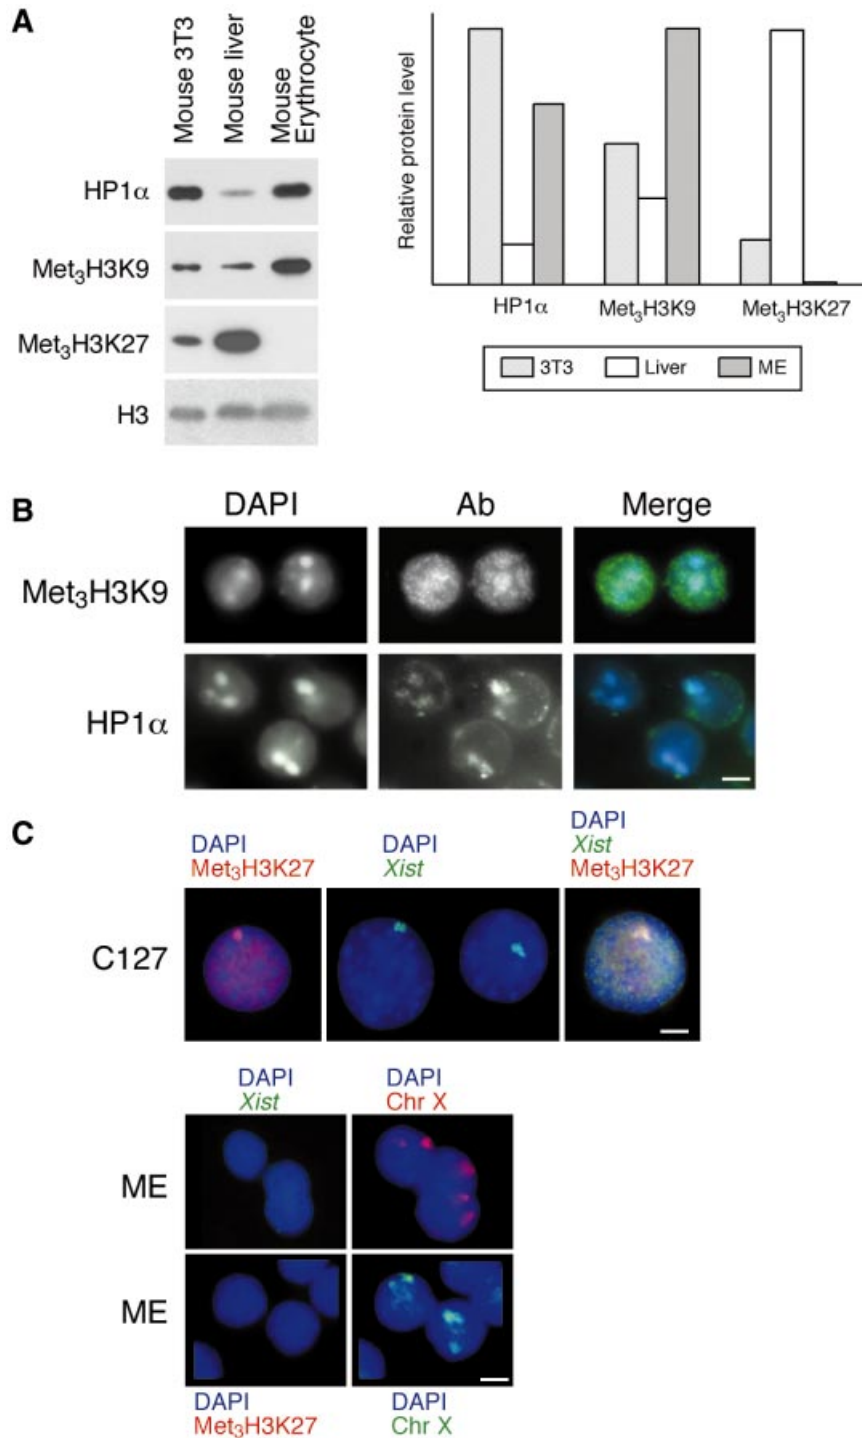 A
Mouse 3T3
Mouse liver
Mouse
Erythrocyte
HP1α
Met₃H3K9
Met₃H3K27
H3
Relative protein level
HP1α
Met₃H3K9
Met₃H3K27
3T3
Liver
ME
B
DAPI
Ab
Merge
Met₃H3K9
HP1α
C
DAPI
Met₃H3K27
DAPI
Xist
DAPI
Xist
Met₃H3K27
C127
DAPI
Xist
DAPI
Chr X
ME
ME
DAPI
Met₃H3K27
DAPI
Chr X